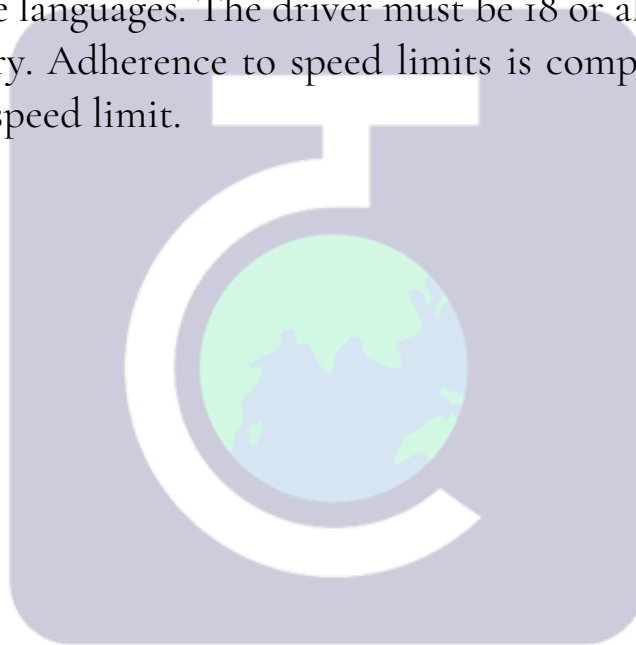 languages. The driver must be 18 or
Adherence to speed limits is
speed limit.